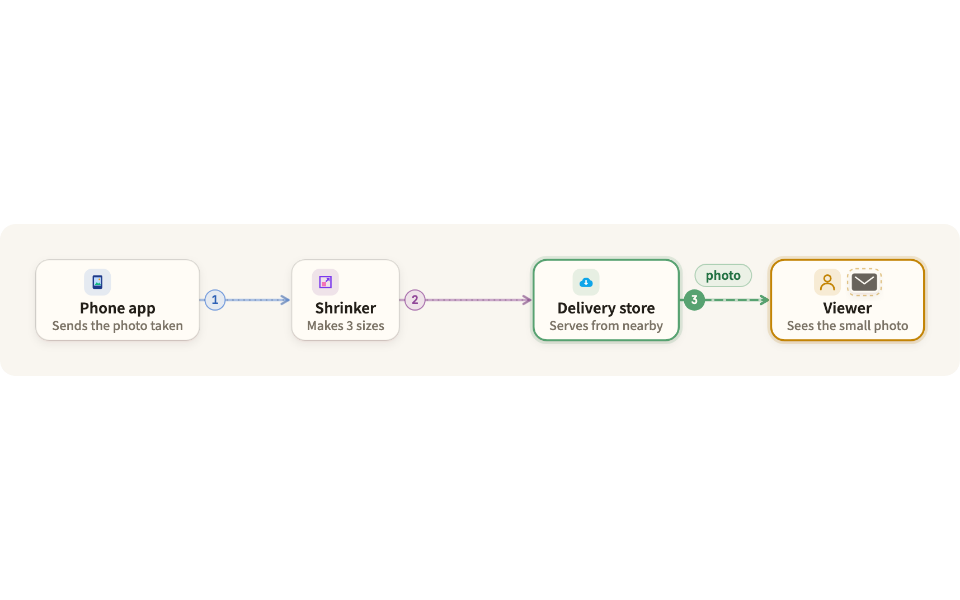 Phone app
Sends the photo taken
1
Shrinker
Makes 3 sizes
2
Delivery store
Serves from nearby
3
photo
Viewer
Sees the small photo